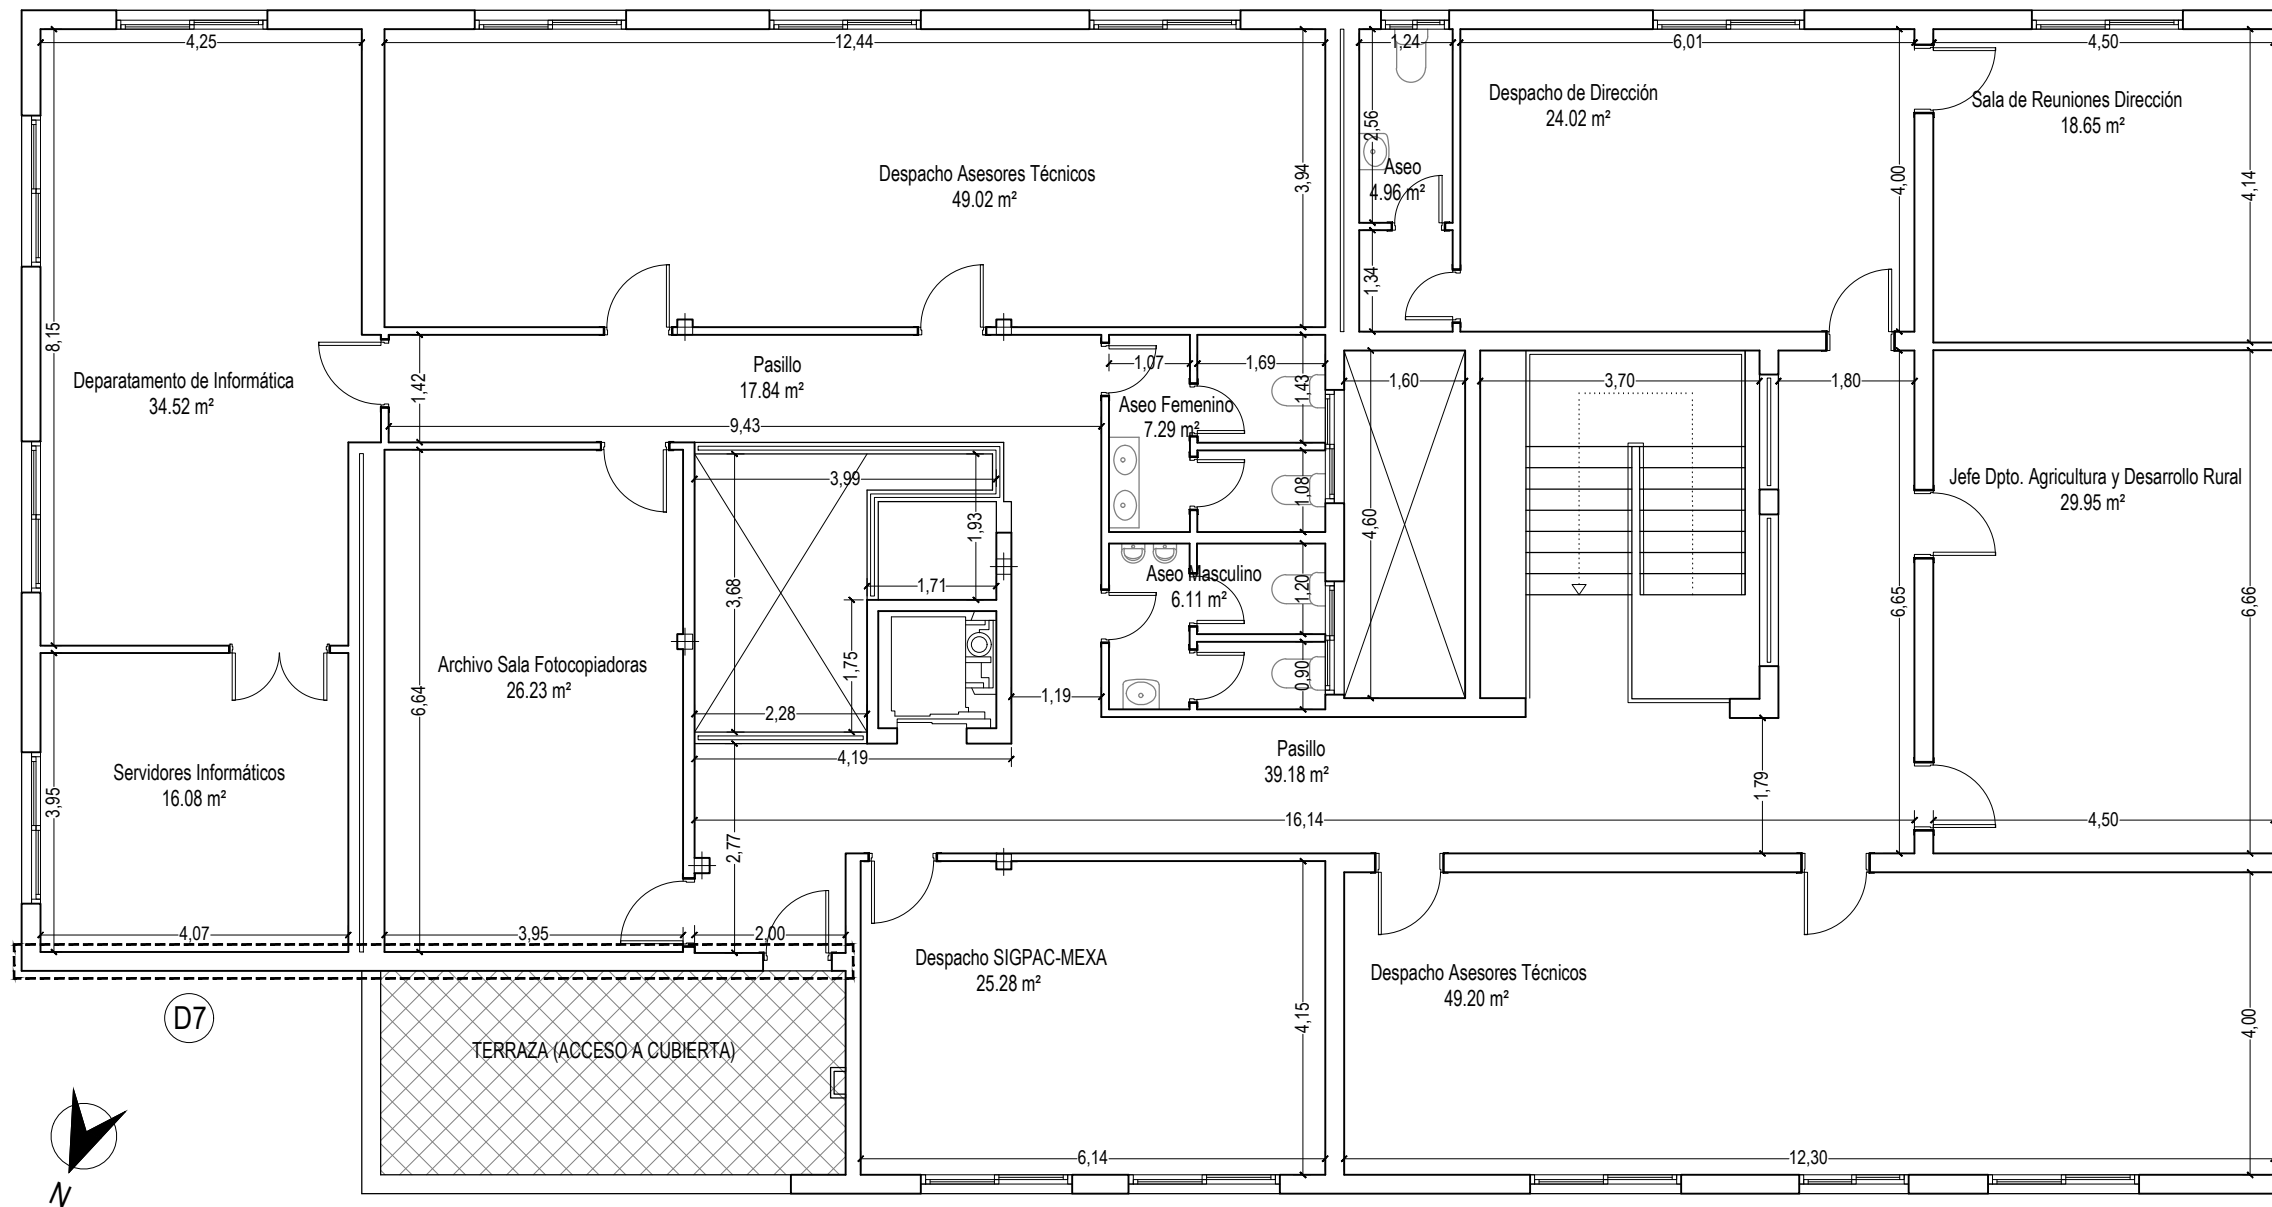 4,25
12,44
1,24
6,01
4,50
Despacho de Dirección
24.02 m²
Sala de Reuniones Dirección
18.65 m²
2,56
Despacho Asesores Técnicos
49.02 m²
3,94
Aseo
4.96 m²
4,00
4,14
1,34
8,15
Deparatamento de Informática
34.52 m²
1,42
Pasillo
17.84 m²
1,07
1,69
1,43
1,60
3,70
1,80
Aseo Femenino
7.29 m²
9,43
3,99
1,08
Jefe Dpto. Agricultura y Desarrollo Rural
29.95 m²
1,93
4,60
3,68
1,71
Aseo Masculino
6.11 m²
1,20
6,65
6,66
Archivo Sala Fotocopiadoras
26.23 m²
6,64
1,75
0,90
2,28
1,19
4,19
Pasillo
39.18 m²
Servidores Informáticos
16.08 m²
3,95
1,79
2,77
16,14
4,50
4,07
3,95
2,00
Despacho SIGPAC-MEXA
25.28 m²
Despacho Asesores Técnicos
49.20 m²
D7
4,15
4,00
TERRAZA (ACCESO A CUBIERTA)
6,14
12,30
N